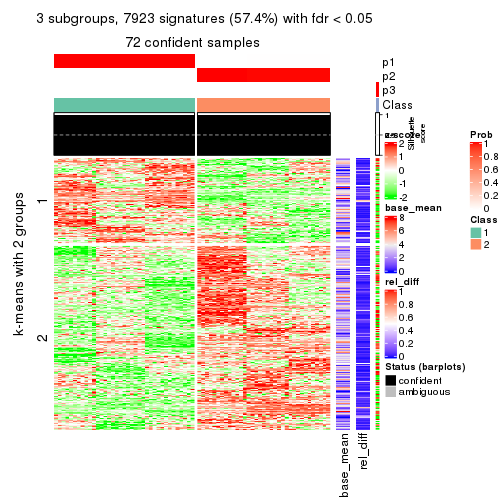 3 subgroups, 7923 signatures (57.4%) with fdr < 0.05
72 confident samples
p1
p2
p3
Class
1
Silhouette
score
k-means with 2 groups
1
2
z-score
2
1
0
-1
-2
base_mean
8
6
4
2
0
rel_diff
1
0.8
0.6
0.4
0.2
0
Status (barplots)
confident
ambiguous
Prob
1
0.8
0.6
0.4
0.2
0
Class
1
2
base_mean
rel_diff